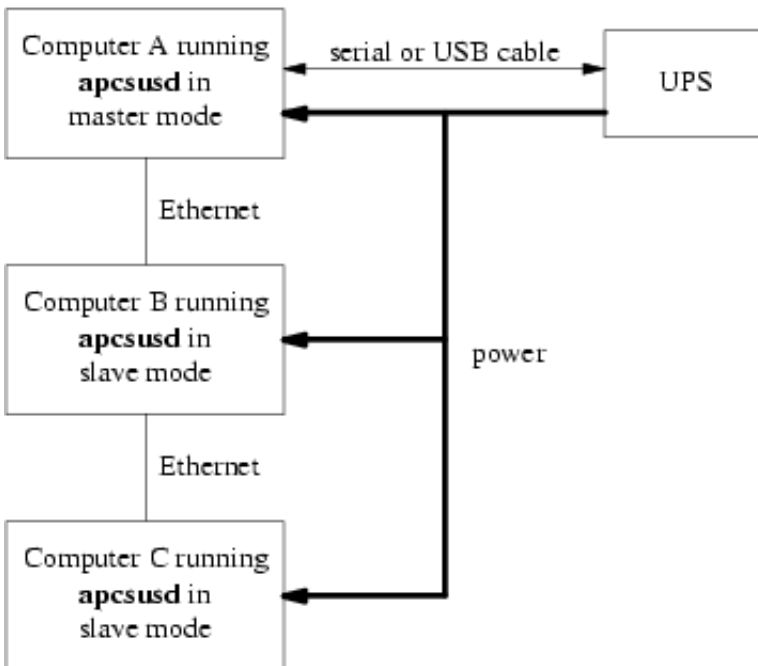 Computer A running
apcsusd in
master mode
serial or USB cable
UPS
Ethernet
Computer B running
apcsusd in
slave mode
power
Ethernet
Computer C running
apcsusd in
slave mode